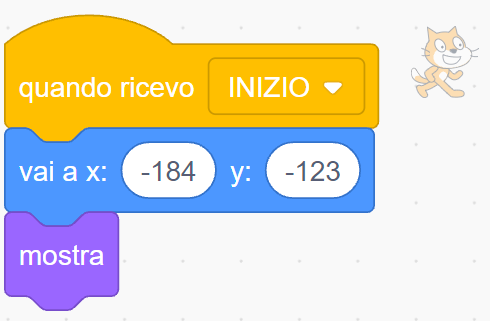 quando ricevo INIZIO
vai a x: -184 y: -123
mostra